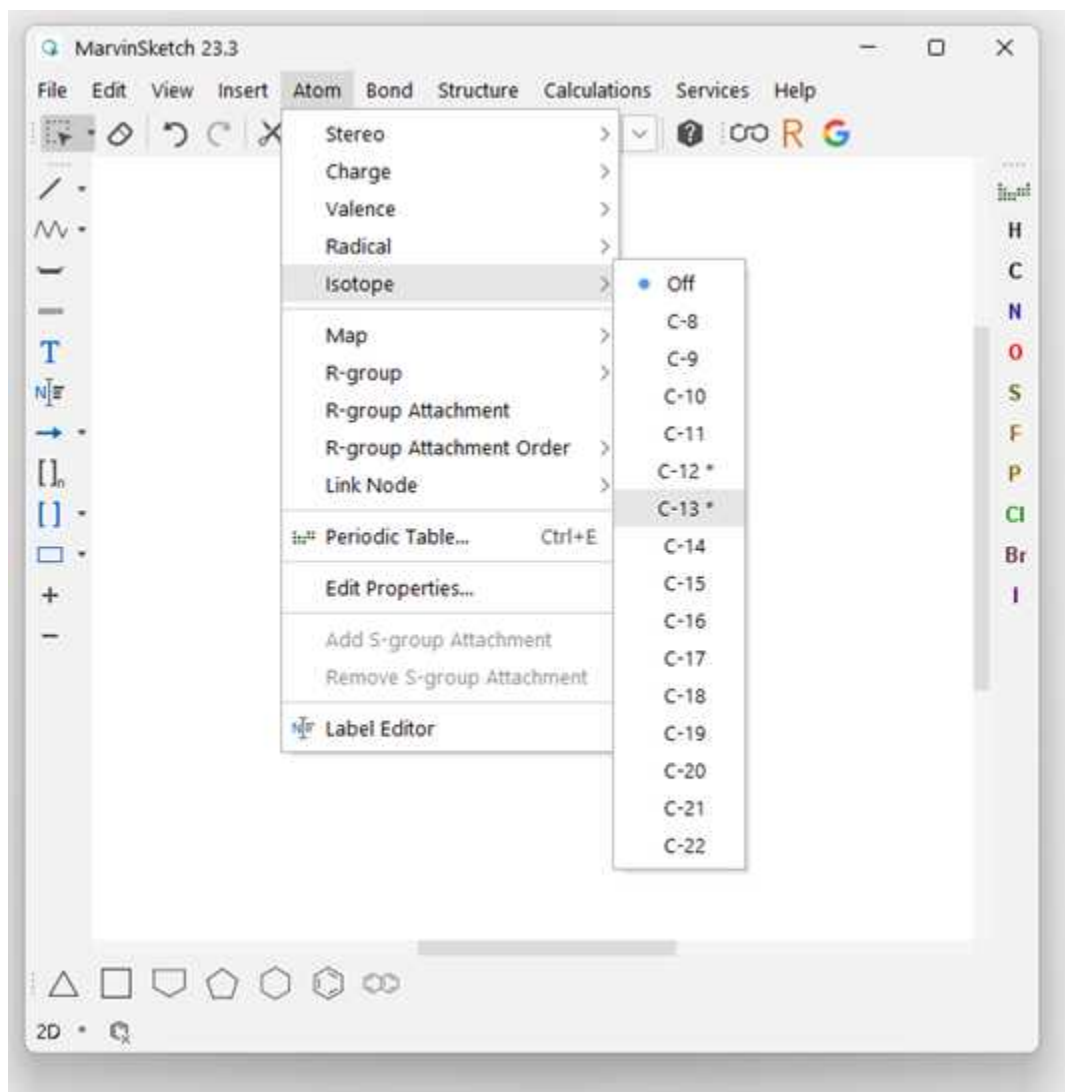 MarvinSketch 23.3
File Edit View Insert Atom Bond Structure Calculations Services Help
? R G
Stereo
Charge
Valence
Radical
Isotope
Map
R-group
R-group Attachment
R-group Attachment Order
Link Node
Periodic Table... Ctrl+E
Edit Properties...
Add S-group Attachment
Remove S-group Attachment
N Label Editor
Off
C-8
C-9
C-10
C-11
C-12 *
C-13 *
C-14
C-15
C-16
C-17
C-18
C-19
C-20
C-21
C-22
T
N
[ ]n
[ ]
+
−
H
C
N
O
S
F
P
Cl
Br
I
2D